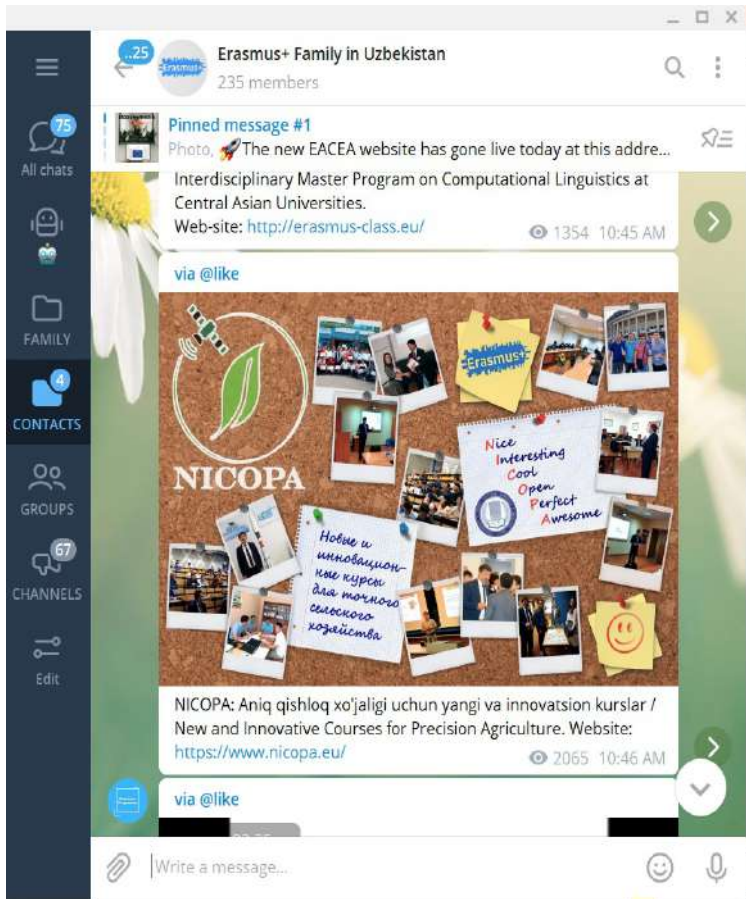 ..25
Erasmus+ Family in Uzbekistan
235 members
75
All chats
FAMILY
4
CONTACTS
GROUPS
67
CHANNELS
Edit
Pinned message #1
Photo, 🚀The new EACEA website has gone live today at this addre...
Interdisciplinary Master Program on Computational Linguistics at
Central Asian Universities.
Web-site: http://erasmus-class.eu/
1354 10:45 AM
via @like
NICOPA
Erasmus+
Nice
Interesting
Cool
Open
Perfect
Awesome
Новые и
инновацион-
ные курсы
для точного
сельского
хозяйства
NICOPA: Aniq qishloq xo'jaligi uchun yangi va innovatsion kurslar /
New and Innovative Courses for Precision Agriculture. Website:
https://www.nicopa.eu/
2065 10:46 AM
via @like
Write a message...